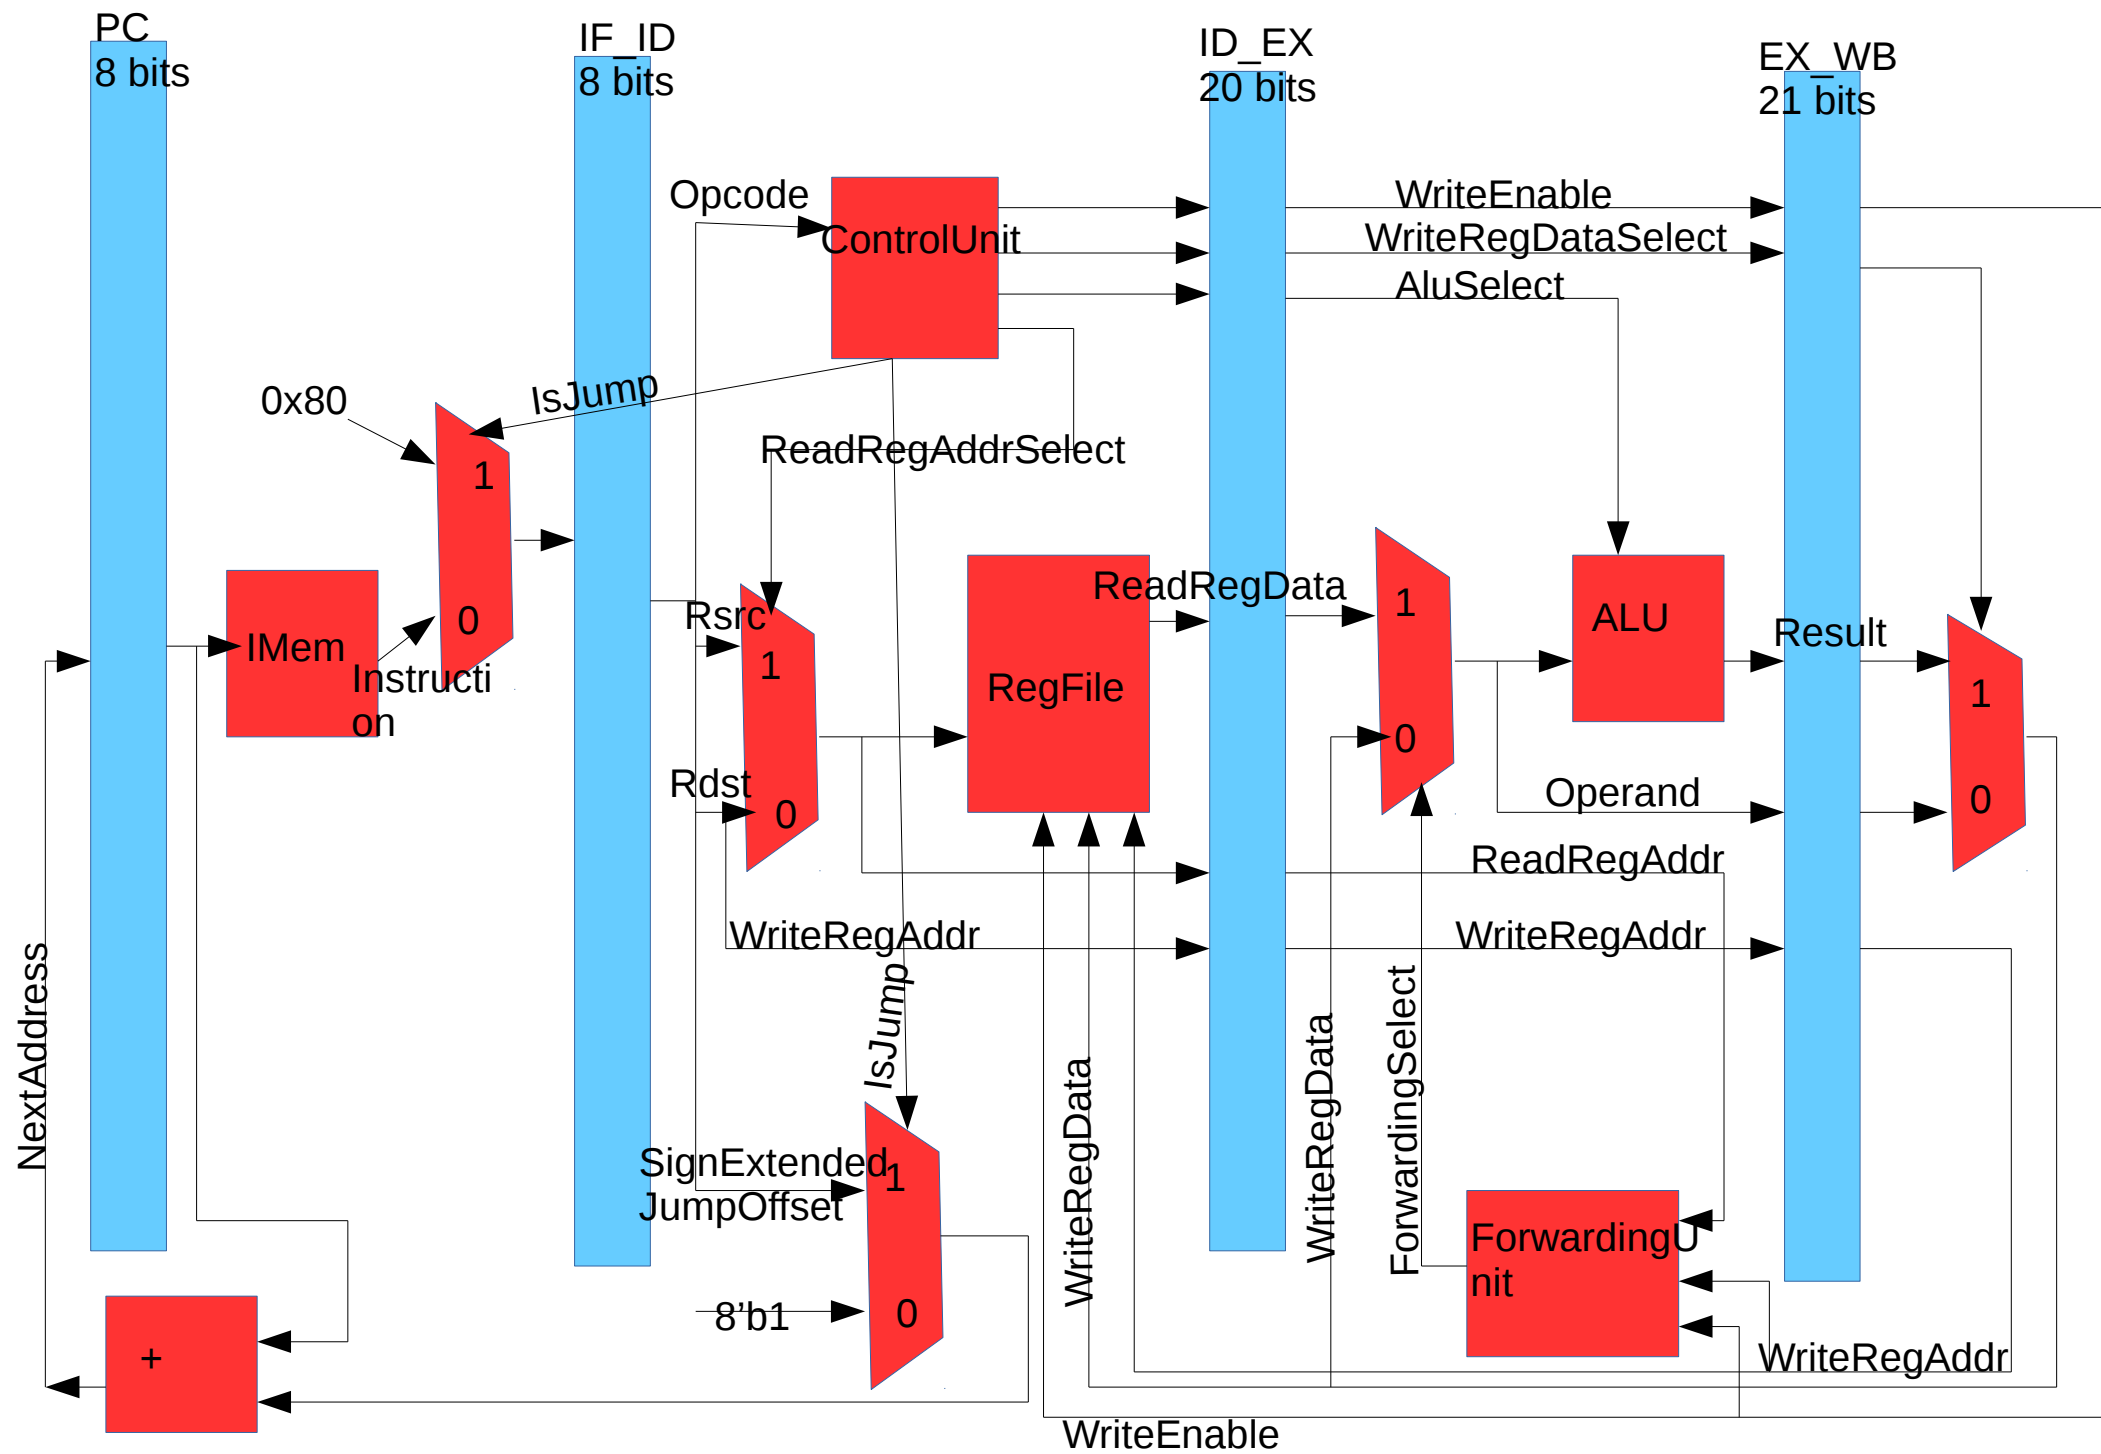 PC
8 bits
IF_ID
8 bits
ID_EX
20 bits
EX_WB
21 bits
Opcode
ControlUnit
WriteEnable
WriteRegDataSelect
AluSelect
0x80
IsJump
ReadRegAddrSelect
1
0
IMem
Instructi
on
Rsrc
1
Rdst
0
RegFile
ReadRegData
1
0
ALU
Result
1
0
Operand
ReadRegAddr
WriteRegAddr
WriteRegAddr
NextAddress
IsJump
SignExtended
JumpOffset
1
8’b1
0
WriteRegData
WriteRegData
ForwardingSelect
ForwardingU
nit
+
WriteRegAddr
WriteEnable